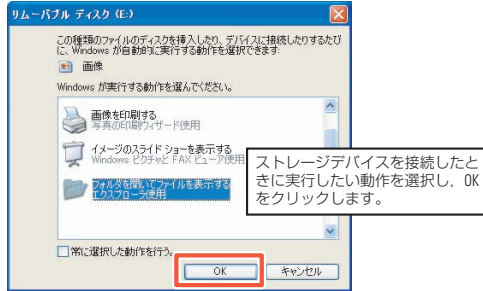 リムーバブル ディスク (E:)
この種類のファイルのディスクを挿入したり、デバイスに接続したりするたび
に、Windows が自動的に実行する動作を選択できます:
画像
Windows が実行する動作を選んでください。
画像を印刷する
写真の印刷ウィザード使用
イメージのスライド ショーを表示する
Windows ピクチャと FAX ビューア使用
フォルダを開いてファイルを表示する
エクスプローラ使用
ストレージデバイスを接続したと
きに実行したい動作を選択し，OK
をクリックします。
常に選択した動作を行う。
OK
キャンセル